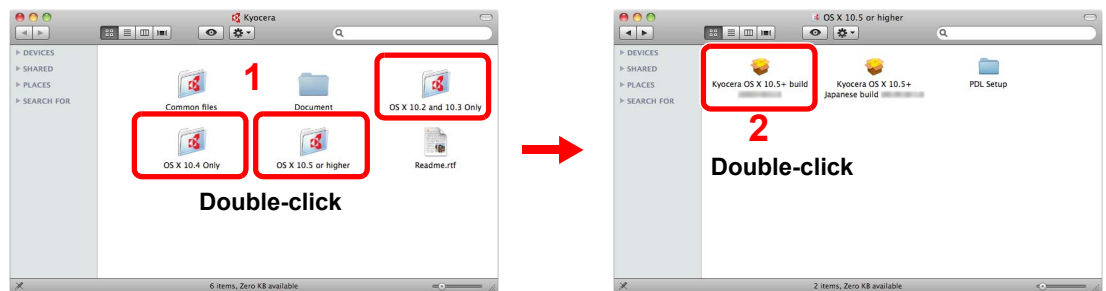 Kyocera
DEVICES
SHARED
PLACES
SEARCH FOR
1
Common files
Document
OS X 10.2 and 10.3 Only
OS X 10.4 Only
OS X 10.5 or higher
Readme.rtf
Double-click
6 items, Zero KB available
OS X 10.5 or higher
DEVICES
SHARED
PLACES
SEARCH FOR
Kyocera OS X 10.5+ build
Kyocera OS X 10.5+
Japanese build
PDL Setup
2
Double-click
2 items, Zero KB available